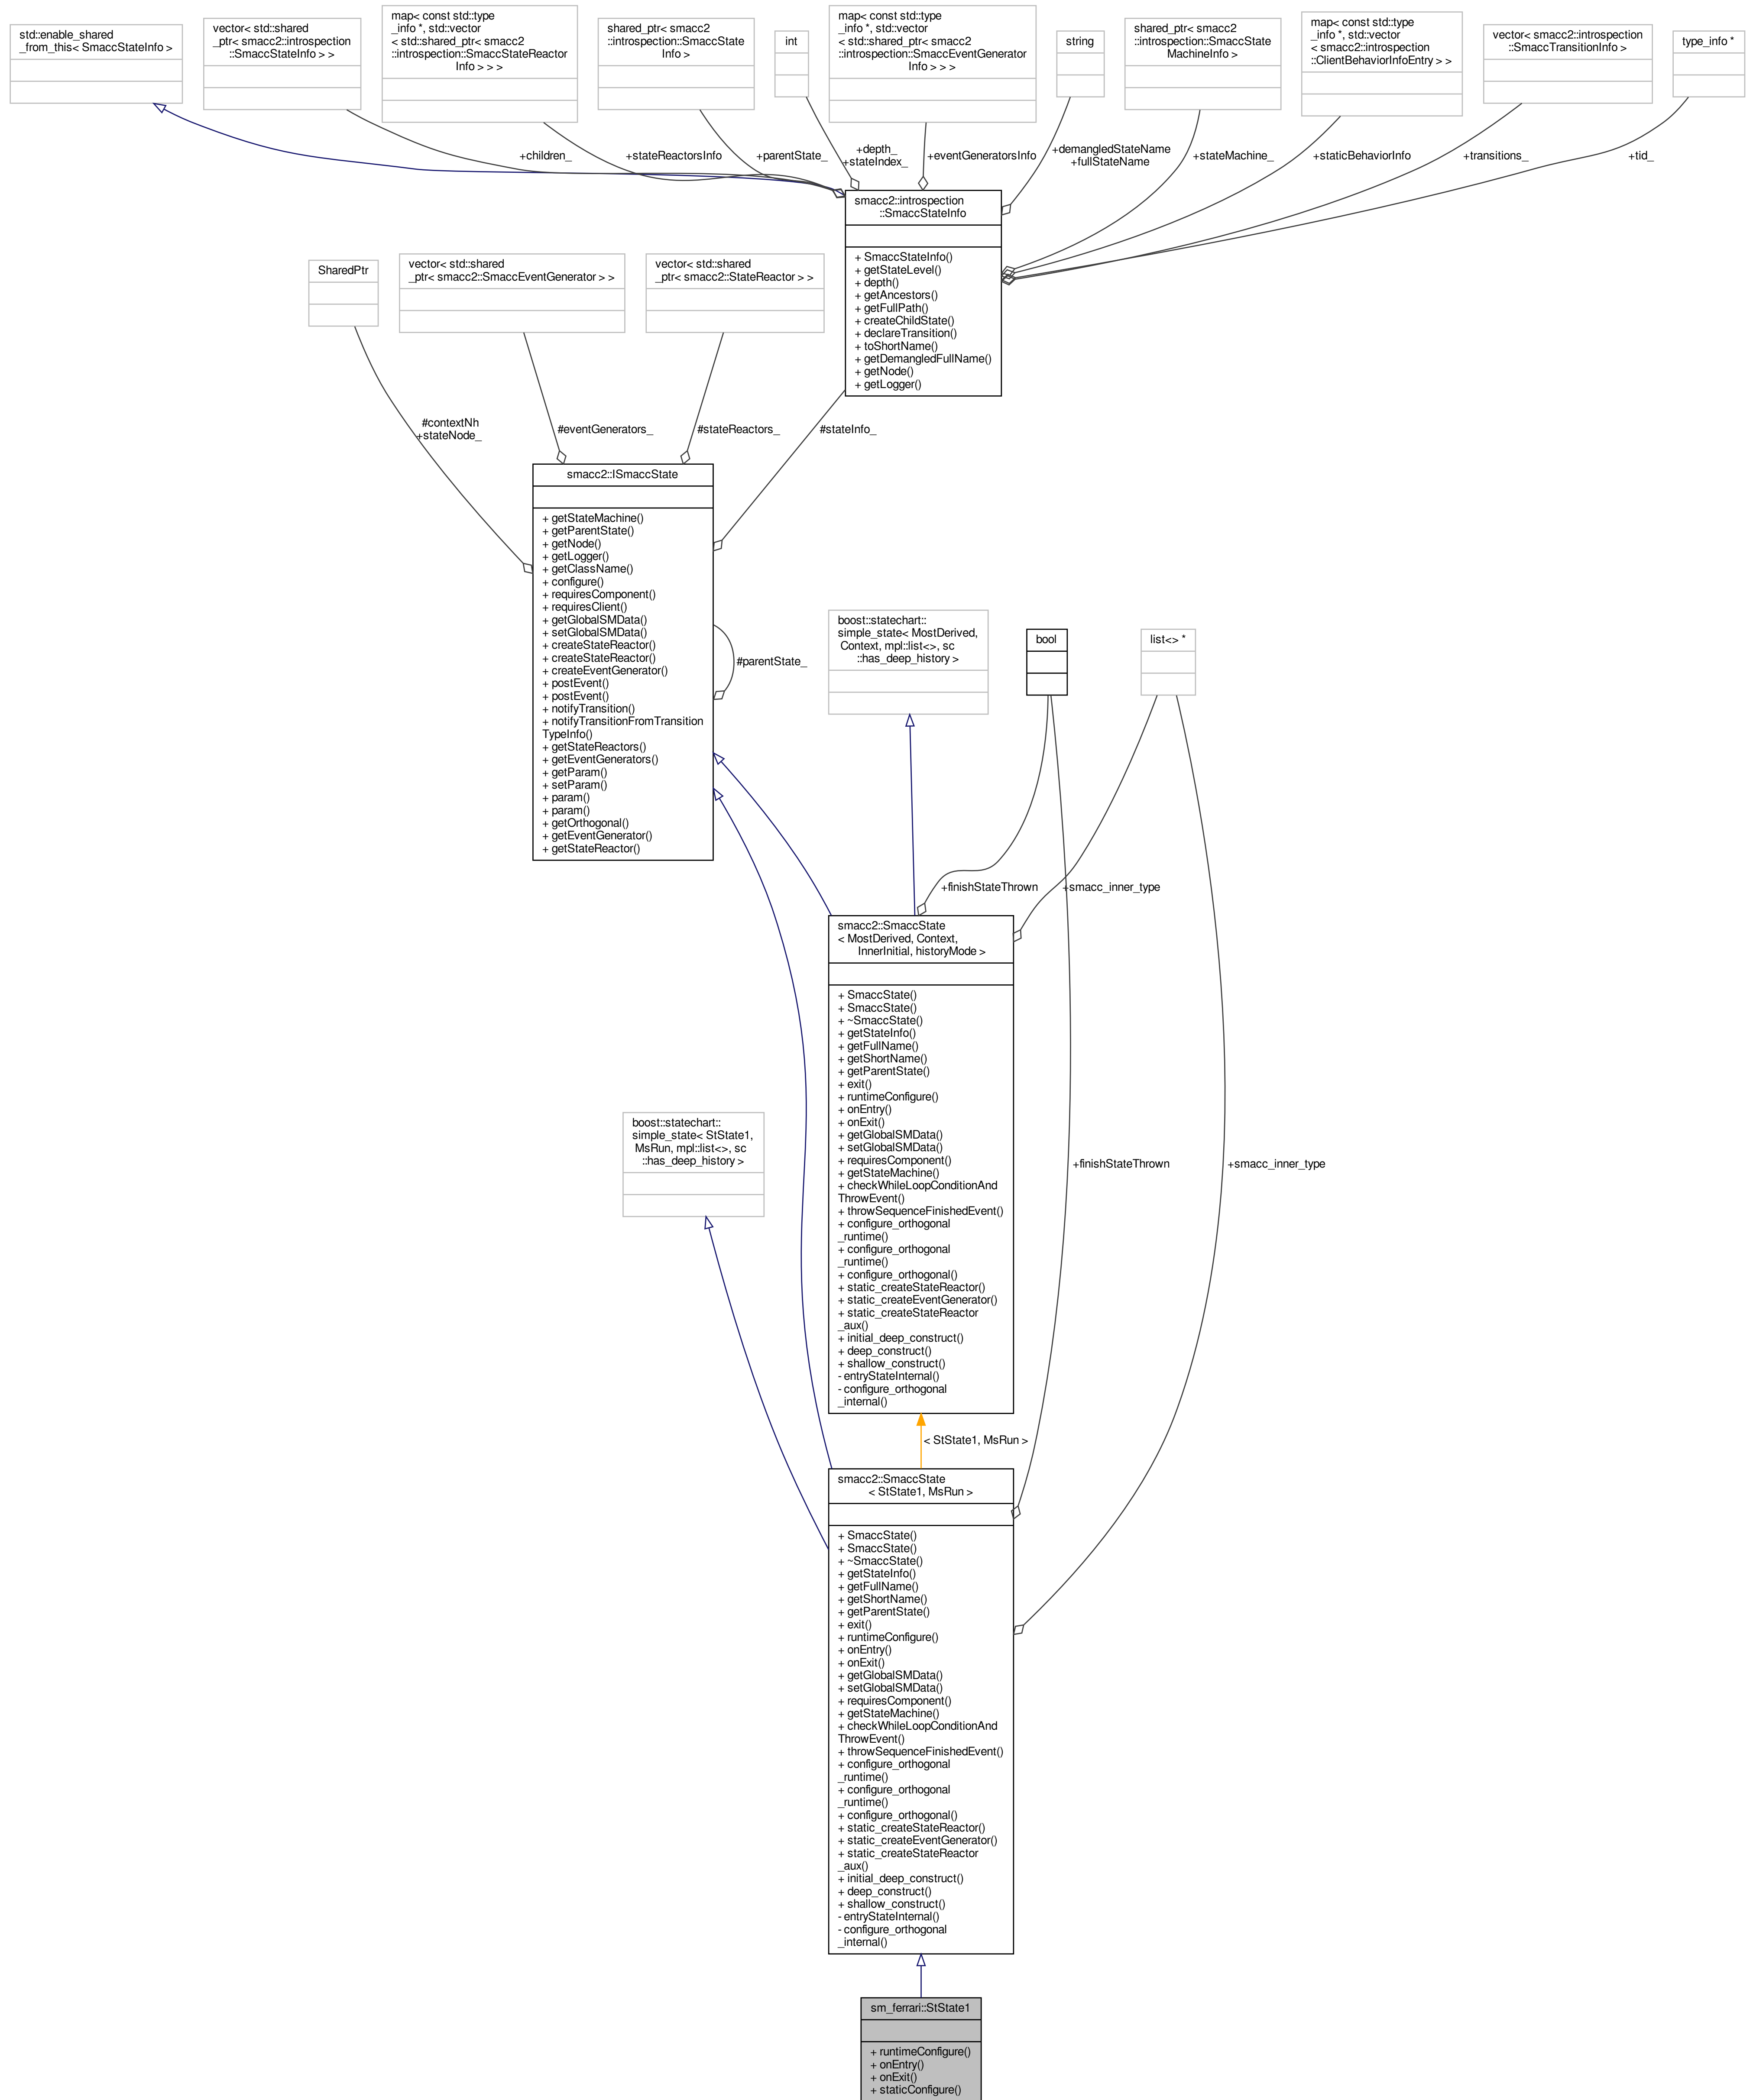 std::enable_shared
_from_this< SmaccStateInfo >
vector< std::shared
_ptr< smacc2::introspection
::SmaccStateInfo > >
map< const std::type
_info *, std::vector
< std::shared_ptr< smacc2
::introspection::SmaccStateReactor
Info > > >
shared_ptr< smacc2
::introspection::SmaccState
Info >
int
map< const std::type
_info *, std::vector
< std::shared_ptr< smacc2
::introspection::SmaccEventGenerator
Info > > >
string
shared_ptr< smacc2
::introspection::SmaccState
MachineInfo >
map< const std::type
_info *, std::vector
< smacc2::introspection
::ClientBehaviorInfoEntry > >
vector< smacc2::introspection
::SmaccTransitionInfo >
type_info *
+children_
+stateReactorsInfo
+parentState_
+depth_
+stateIndex_
+eventGeneratorsInfo
+demangledStateName
+fullStateName
+stateMachine_
+staticBehaviorInfo
+transitions_
+tid_
smacc2::introspection
::SmaccStateInfo
+ SmaccStateInfo()
+ getStateLevel()
+ depth()
+ getAncestors()
+ getFullPath()
+ createChildState()
+ declareTransition()
+ toShortName()
+ getDemangledFullName()
+ getNode()
+ getLogger()
SharedPtr
vector< std::shared
_ptr< smacc2::SmaccEventGenerator > >
vector< std::shared
_ptr< smacc2::StateReactor > >
#contextNh
+stateNode_
#eventGenerators_
#stateReactors_
#stateInfo_
smacc2::ISmaccState
+ getStateMachine()
+ getParentState()
+ getNode()
+ getLogger()
+ getClassName()
+ configure()
+ requiresComponent()
+ requiresClient()
+ getGlobalSMData()
+ setGlobalSMData()
+ createStateReactor()
+ createStateReactor()
+ createEventGenerator()
+ postEvent()
+ postEvent()
+ notifyTransition()
+ notifyTransitionFromTransition
TypeInfo()
+ getStateReactors()
+ getEventGenerators()
+ getParam()
+ setParam()
+ param()
+ param()
+ getOrthogonal()
+ getEventGenerator()
+ getStateReactor()
#parentState_
boost::statechart::
simple_state< MostDerived,
Context, mpl::list<>, sc
::has_deep_history >
bool
list<> *
+finishStateThrown
+smacc_inner_type
smacc2::SmaccState
< MostDerived, Context,
InnerInitial, historyMode >
+ SmaccState()
+ SmaccState()
+ ~SmaccState()
+ getStateInfo()
+ getFullName()
+ getShortName()
+ getParentState()
+ exit()
+ runtimeConfigure()
+ onEntry()
+ onExit()
+ getGlobalSMData()
+ setGlobalSMData()
+ requiresComponent()
+ getStateMachine()
+ checkWhileLoopConditionAnd
ThrowEvent()
+ throwSequenceFinishedEvent()
+ configure_orthogonal
_runtime()
+ configure_orthogonal
_runtime()
+ configure_orthogonal()
+ static_createStateReactor()
+ static_createEventGenerator()
+ static_createStateReactor
_aux()
+ initial_deep_construct()
+ deep_construct()
+ shallow_construct()
- entryStateInternal()
- configure_orthogonal
_internal()
boost::statechart::
simple_state< StState1,
MsRun, mpl::list<>, sc
::has_deep_history >
+finishStateThrown
+smacc_inner_type
< StState1, MsRun >
smacc2::SmaccState
< StState1, MsRun >
+ SmaccState()
+ SmaccState()
+ ~SmaccState()
+ getStateInfo()
+ getFullName()
+ getShortName()
+ getParentState()
+ exit()
+ runtimeConfigure()
+ onEntry()
+ onExit()
+ getGlobalSMData()
+ setGlobalSMData()
+ requiresComponent()
+ getStateMachine()
+ checkWhileLoopConditionAnd
ThrowEvent()
+ throwSequenceFinishedEvent()
+ configure_orthogonal
_runtime()
+ configure_orthogonal
_runtime()
+ configure_orthogonal()
+ static_createStateReactor()
+ static_createEventGenerator()
+ static_createStateReactor
_aux()
+ initial_deep_construct()
+ deep_construct()
+ shallow_construct()
- entryStateInternal()
- configure_orthogonal
_internal()
sm_ferrari::StState1
+ runtimeConfigure()
+ onEntry()
+ onExit()
+ staticConfigure()